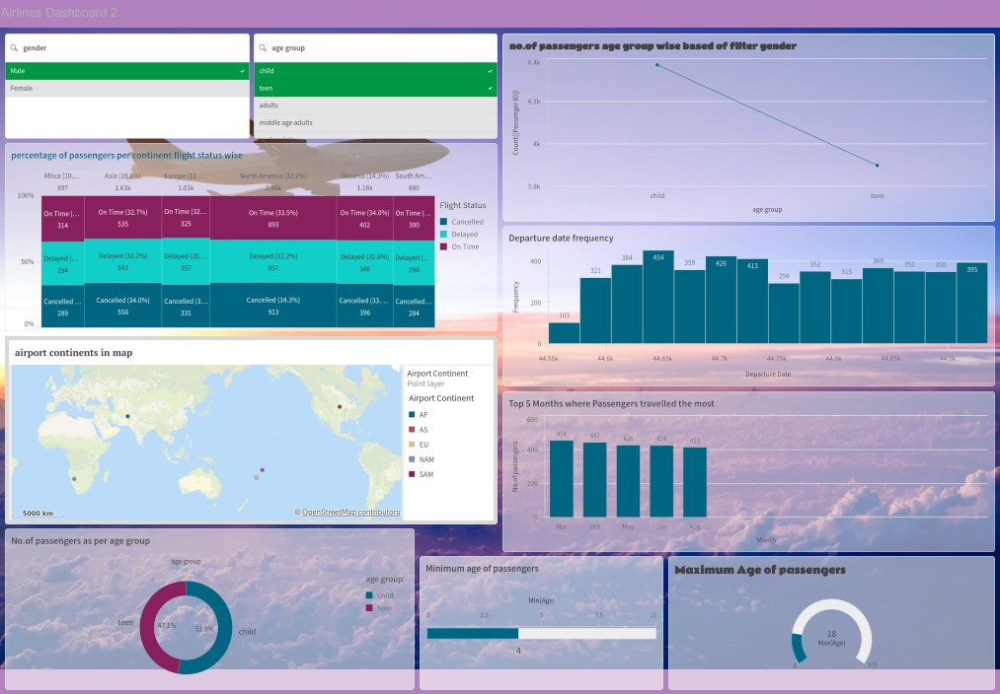 Airlines Dashboard 2
gender
Male
Female
age group
child
teen
adults
middle age adults
no.of passengers age group wise based of filter gender
Count([Passenger ID])
4.4k
4.2k
4k
3.8k
child
teen
age group
percentage of passengers per continent flight status wise
Africa (10.... Asia (19.8%) Europe (12.... North America (32.2%) Oceania (14.3%) South Am...
897 1.63k 1.01k 2.66k 1.18k 880
100%
50%
0%
On Time (... On Time (32.7%) On Time (32... On Time (33.5%) On Time (34.0%) On Time (...
314 535 325 893 402 300
Delayed (... Delayed (33.2%) Delayed (35.... Delayed (32.2%) Delayed (32.6%) Delayed (...
294 543 357 857 386 296
Cancelled ... Cancelled (34.0%) Cancelled (3... Cancelled (34.3%) Cancelled (33.... Cancelled ...
289 556 331 913 396 284
Flight Status
Cancelled
Delayed
On Time
Departure date frequency
Frequency
400
200
0
103 321 384 454 359 426 413 294 352 315 369 352 350 395
44.55k 44.6k 44.65k 44.7k 44.75k 44.8k 44.85k 44.9k
Departure Date
airport continents in map
5000 km
© OpenStreetMap contributors
Airport Continent
Point layer
Airport Continent
AF
AS
EU
NAM
SAM
Top 5 Months where Passengers travelled the most
No.of passengers
600
400
200
0
454 442 426 424 413
Mar Oct May Jan Aug
Month
No.of passengers as per age group
age group
teen
47.1%
52.9%
child
age group
child
teen
Minimum age of passengers
Min(Age)
0 2.5 5 7.5 10
4
Maximum Age of passengers
18
Max(Age)
0 100